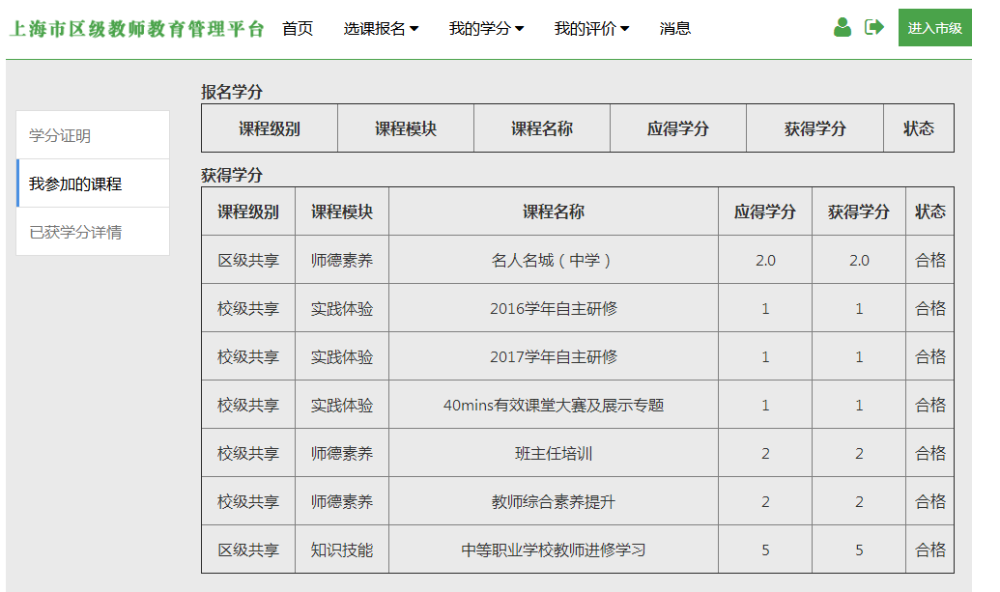 上海市区级教师教育管理平台 首页 选课报名 我的学分 我的评价 消息 进入市级
学分证明
我参加的课程
已获学分详情
报名学分
课程级别 课程模块 课程名称 应得学分 获得学分 状态
获得学分
课程级别 课程模块 课程名称 应得学分 获得学分 状态
区级共享 师德素养 名人名城（中学） 2.0 2.0 合格
校级共享 实践体验 2016学年自主研修 1 1 合格
校级共享 实践体验 2017学年自主研修 1 1 合格
校级共享 实践体验 40mins有效课堂大赛及展示专题 1 1 合格
校级共享 师德素养 班主任培训 2 2 合格
校级共享 师德素养 教师综合素养提升 2 2 合格
区级共享 知识技能 中等职业学校教师进修学习 5 5 合格